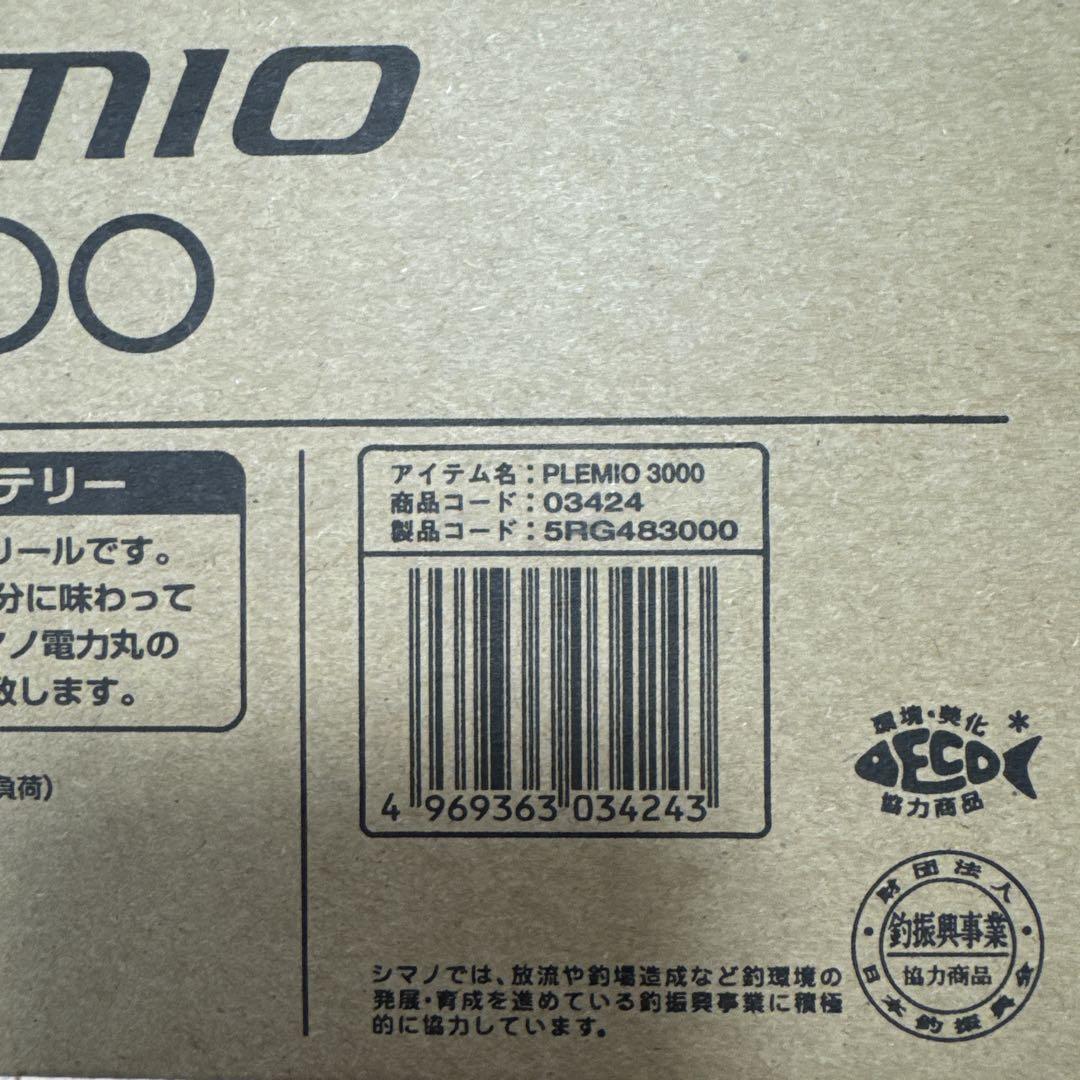 MIO
00
アイテム名：PLEMIO 3000
商品コード：03424
製品コード：5RG483000
4 969363 034243
テリー
リールです。
分に味わって
マノ電力丸の
致します。
負荷）
環境・美化
ECO
協力商品
財団法人
釣振興事業
協力商品
日本釣振興会
シマノでは、放流や釣場造成など釣環境の
発展・育成を進めている釣振興事業に積極
的に協力しています。